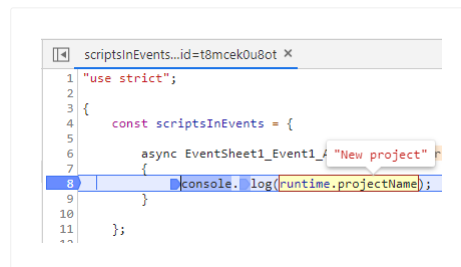 scriptsInEvents...id=t8mcek0u8ot ×
1 "use strict";
2
3 {
4 const scriptsInEvents = {
5
6 async EventSheet1_Event1_A "New project" r
7 {
8 console.log(runtime.projectName);
9 }
10
11 };